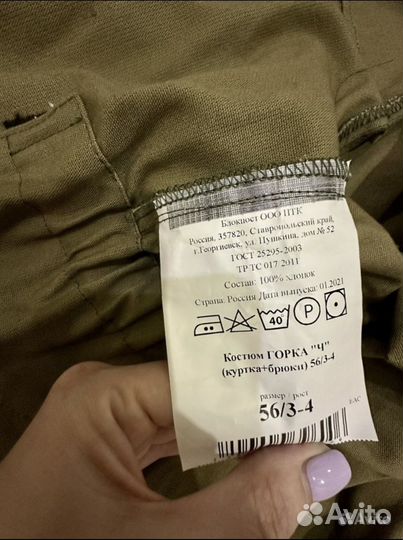 Блокпост ООО ПТК
Россия, 357820, Ставропольский край,
г.Георгиевск, ул. Пушкина, дом № 52
ГОСТ 25295-2003
ТР ТС 017/2011
Состав: 100% хлопок
Страна: Россия Дата выпуска: 01.2021
40
P
Костюм ГОРКА "Ч"
(куртка+брюки) 56/3-4
размер / рост
56/3-4
EAC
Avito